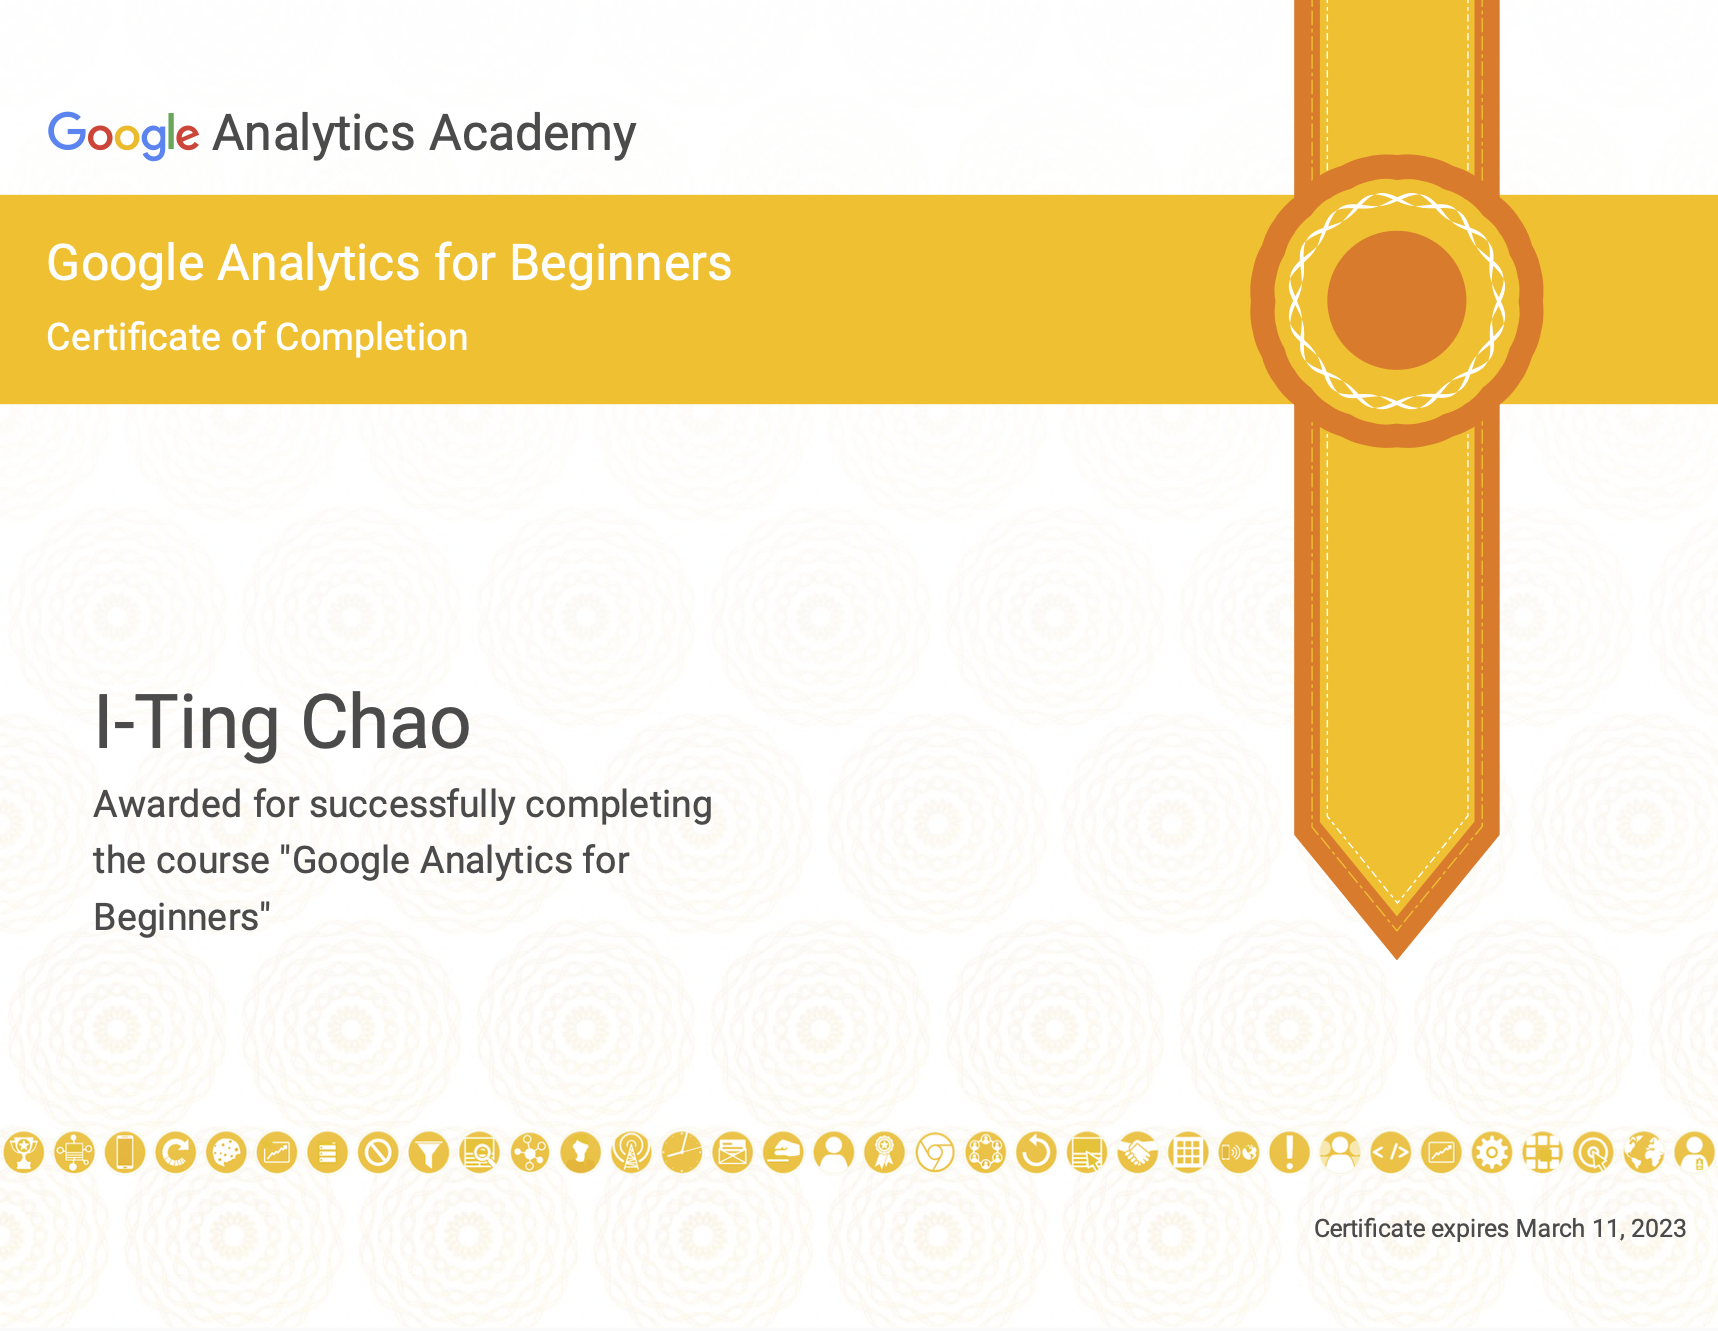 Google Analytics Academy
Google Analytics for Beginners
Certificate of Completion
I-Ting Chao
Awarded for successfully completing
the course "Google Analytics for
Beginners"
Certificate expires March 11, 2023